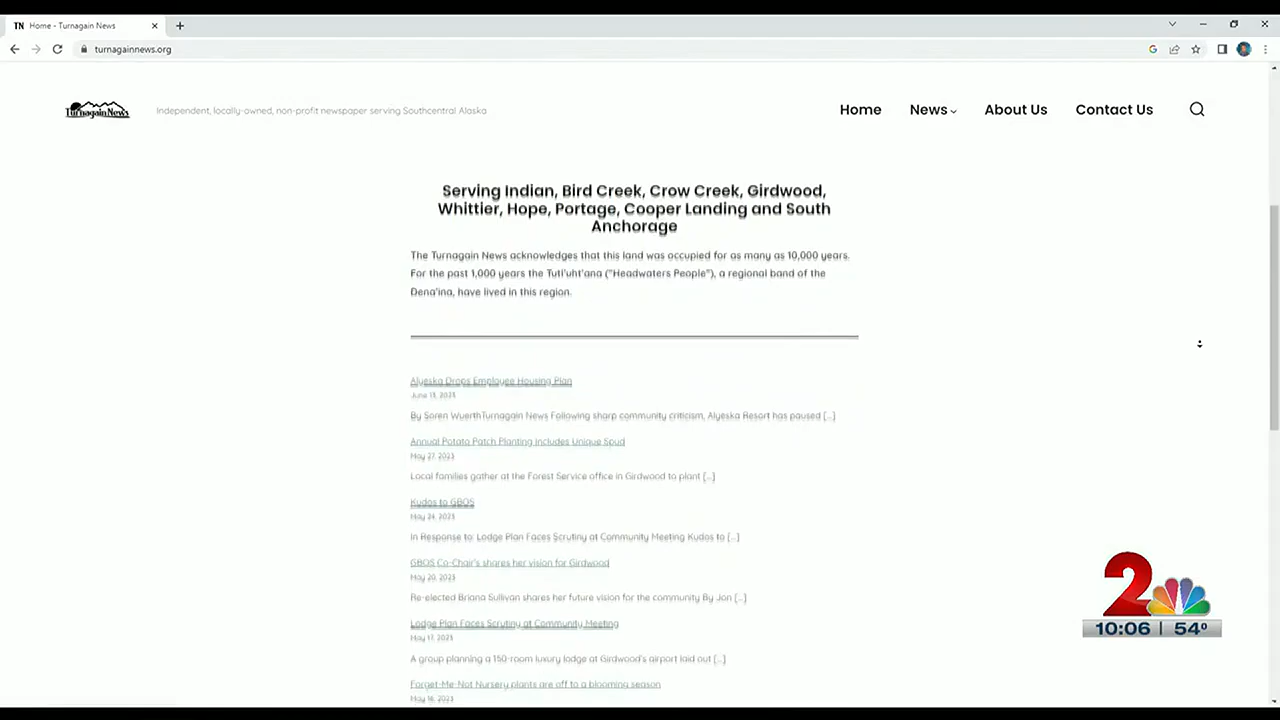 TN Home - Turnagain News
turnagainnews.org
Turnagain News
Independent, locally-owned, non-profit newspaper serving Southcentral Alaska
Home News About Us Contact Us
Serving Indian, Bird Creek, Crow Creek, Girdwood,
Whittier, Hope, Portage, Cooper Landing and South
Anchorage
The Turnagain News acknowledges that this land was occupied for as many as 10,000 years.
For the past 1,000 years the Tuti'uht'ana ("Headwaters People"), a regional band of the
Dena'ina, have lived in this region.
Alyeska Drops Employee Housing Plan
June 13, 2023
By Soren WuerthTurnagain News Following sharp community criticism, Alyeska Resort has paused [...]
Annual Potato Patch Planting Includes Unique Spud
May 27, 2023
Local families gather at the Forest Service office in Girdwood to plant [...]
Kudos to GBOS
May 24, 2023
In Response to: Lodge Plan Faces Scrutiny at Community Meeting Kudos to [...]
GBOS Co-Chair's shares her vision for Girdwood
May 20, 2023
Re-elected Briana Sullivan shares her future vision for the community By Jon [...]
Lodge Plan Faces Scrutiny at Community Meeting
May 17, 2023
A group planning a 150-room luxury lodge at Girdwood's airport laid out [...]
Forget-Me-Not Nursery plants are off to a blooming season
May 16, 2023
2
10:06 | 54°